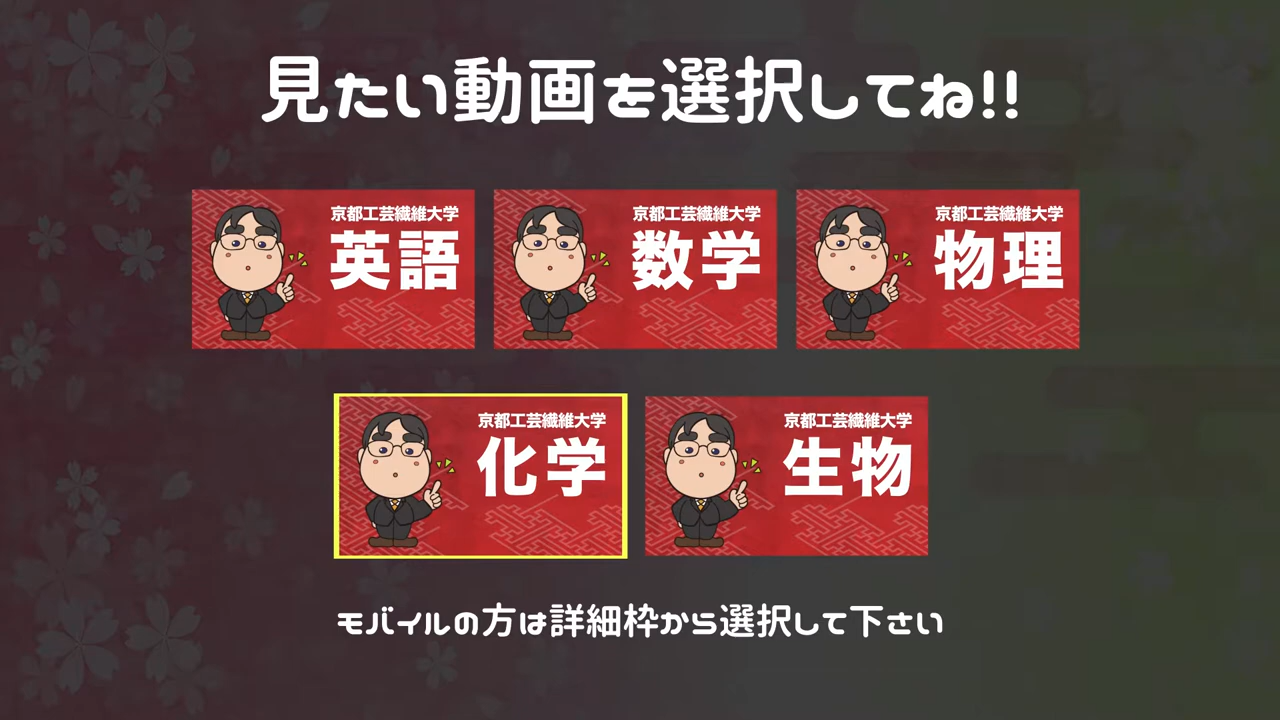 見たい動画を選択してね!!
京都工芸繊維大学
英語
京都工芸繊維大学
数学
京都工芸繊維大学
物理
京都工芸繊維大学
化学
京都工芸繊維大学
生物
モバイルの方は詳細枠から選択して下さい